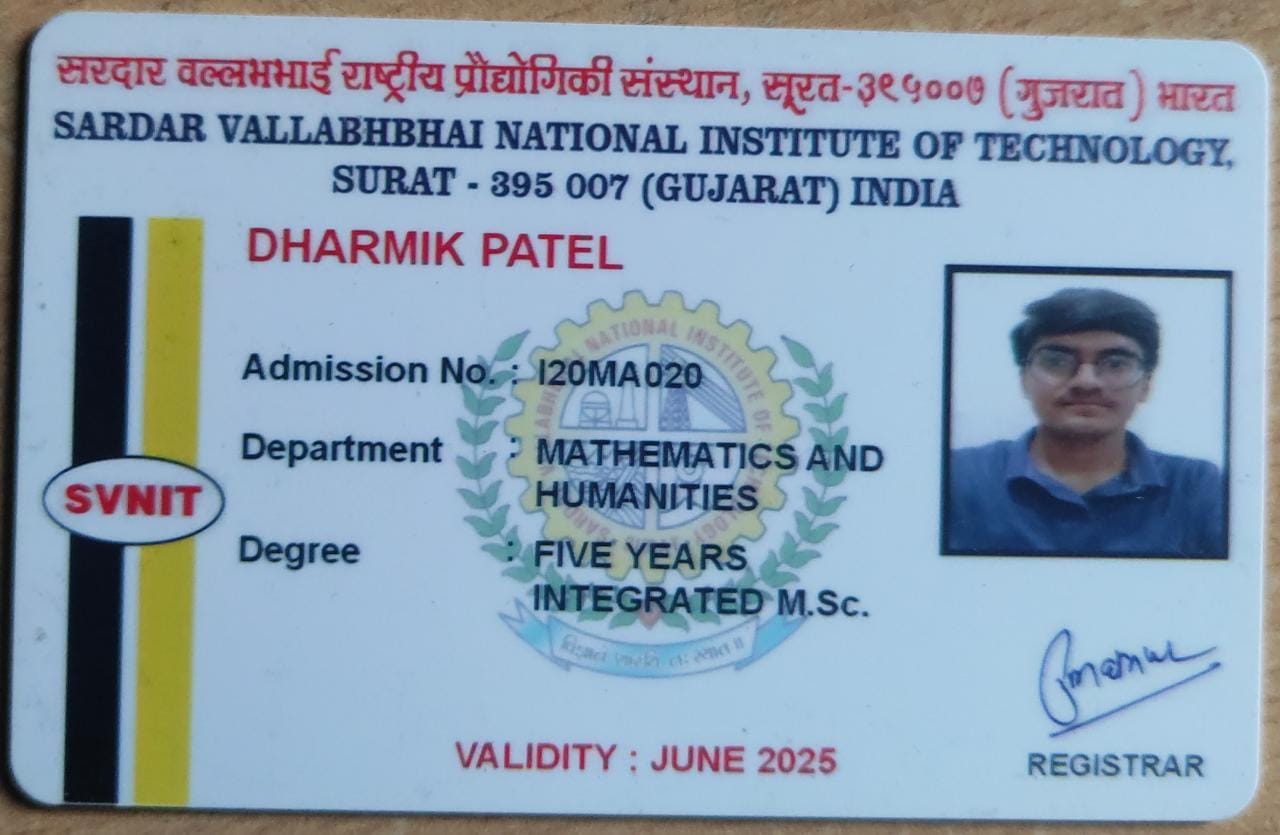 सरदार वल्लभभाई राष्ट्रीय प्रौद्योगिकी संस्थान, सूरत-३९५००७ (गुजरात) भारत
SARDAR VALLABHBHAI NATIONAL INSTITUTE OF TECHNOLOGY,
SURAT - 395 007 (GUJARAT) INDIA
DHARMIK PATEL
Admission No. : I20MA020
Department : MATHEMATICS AND
HUMANITIES
SVNIT
Degree : FIVE YEARS
INTEGRATED M.Sc.
VALIDITY : JUNE 2025
REGISTRAR